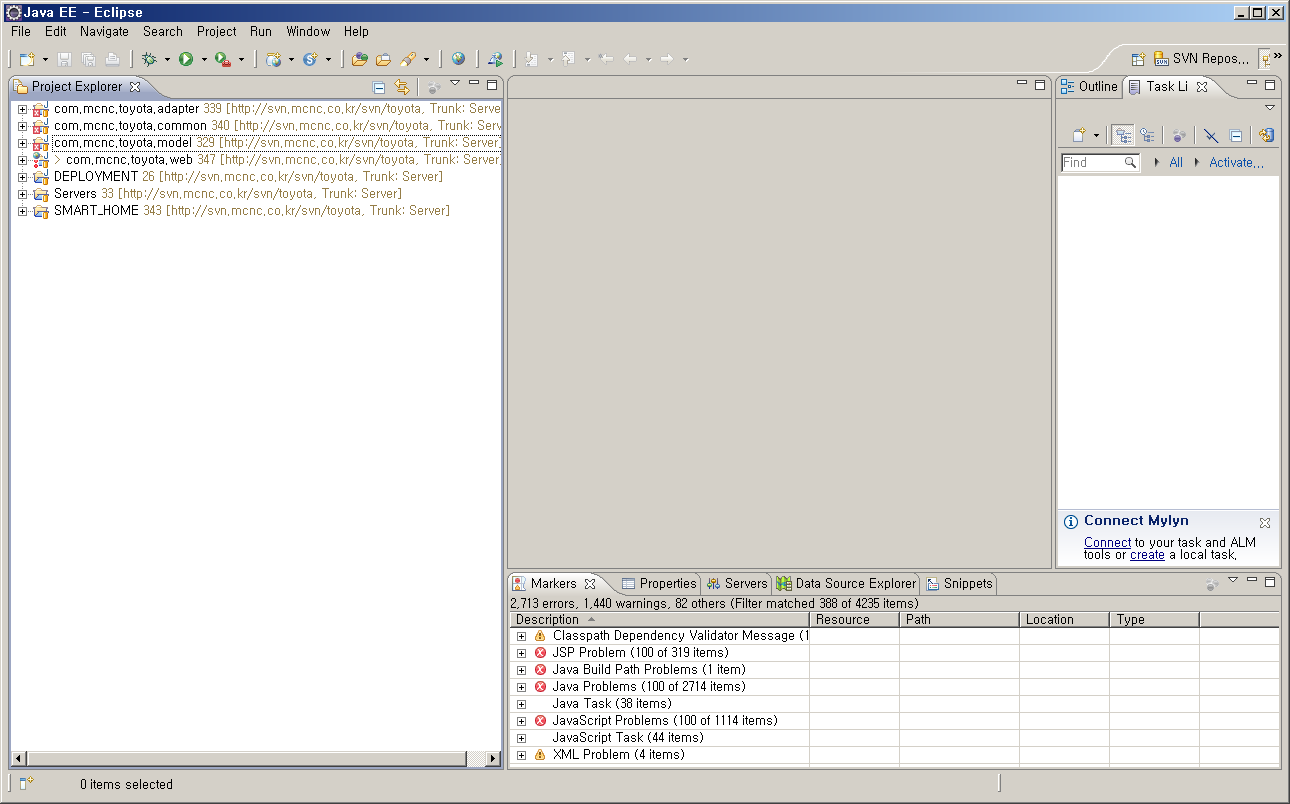 Java EE - Eclipse
File Edit Navigate Search Project Run Window Help
SVN Repos...
Project Explorer
com.mcnc.toyota.adapter 339 [http://svn.mcnc.co.kr/svn/toyota, Trunk: Serve
com.mcnc.toyota.common 340 [http://svn.mcnc.co.kr/svn/toyota, Trunk: Serv
com.mcnc.toyota.model 329 [http://svn.mcnc.co.kr/svn/toyota, Trunk: Server]
> com.mcnc.toyota.web 347 [http://svn.mcnc.co.kr/svn/toyota, Trunk: Server]
DEPLOYMENT 26 [http://svn.mcnc.co.kr/svn/toyota, Trunk: Server]
Servers 33 [http://svn.mcnc.co.kr/svn/toyota, Trunk: Server]
SMART_HOME 343 [http://svn.mcnc.co.kr/svn/toyota, Trunk: Server]
Outline Task Li
Find All Activate...
Connect Mylyn
Connect to your task and ALM
tools or create a local task.
Markers Properties Servers Data Source Explorer Snippets
2,713 errors, 1,440 warnings, 82 others (Filter matched 388 of 4235 items)
Description Resource Path Location Type
Classpath Dependency Validator Message (1
JSP Problem (100 of 319 items)
Java Build Path Problems (1 item)
Java Problems (100 of 2714 items)
Java Task (38 items)
JavaScript Problems (100 of 1114 items)
JavaScript Task (44 items)
XML Problem (4 items)
0 items selected